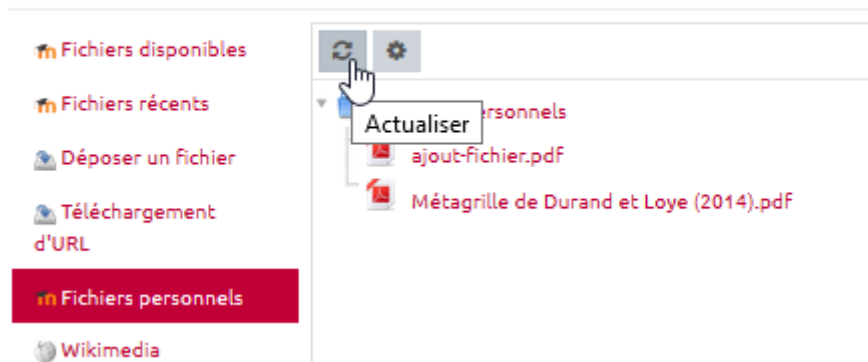 Fichiers disponibles
Fichiers récents
Déposer un fichier
Téléchargement
d'URL
Fichiers personnels
Wikimedia
Actualiser
ersonnels
ajout-fichier.pdf
Métagrille de Durand et Loye (2014).pdf